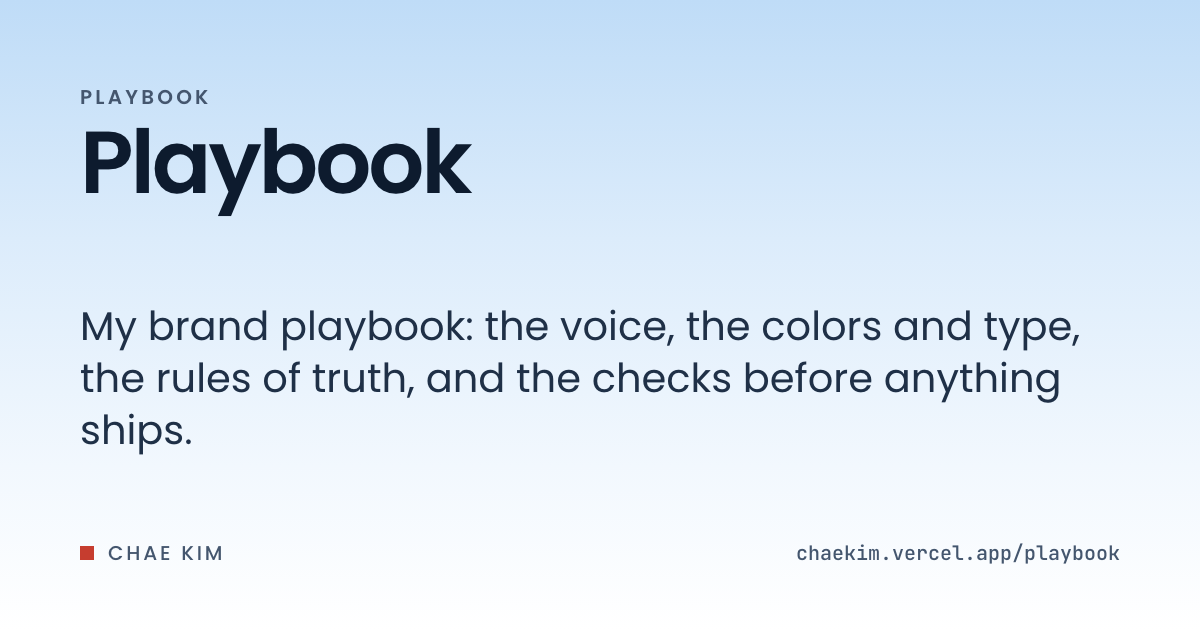 PLAYBOOK
Playbook
My brand playbook: the voice, the colors and type,
the rules of truth, and the checks before anything
ships.
CHAE KIM
chaekim.vercel.app/playbook